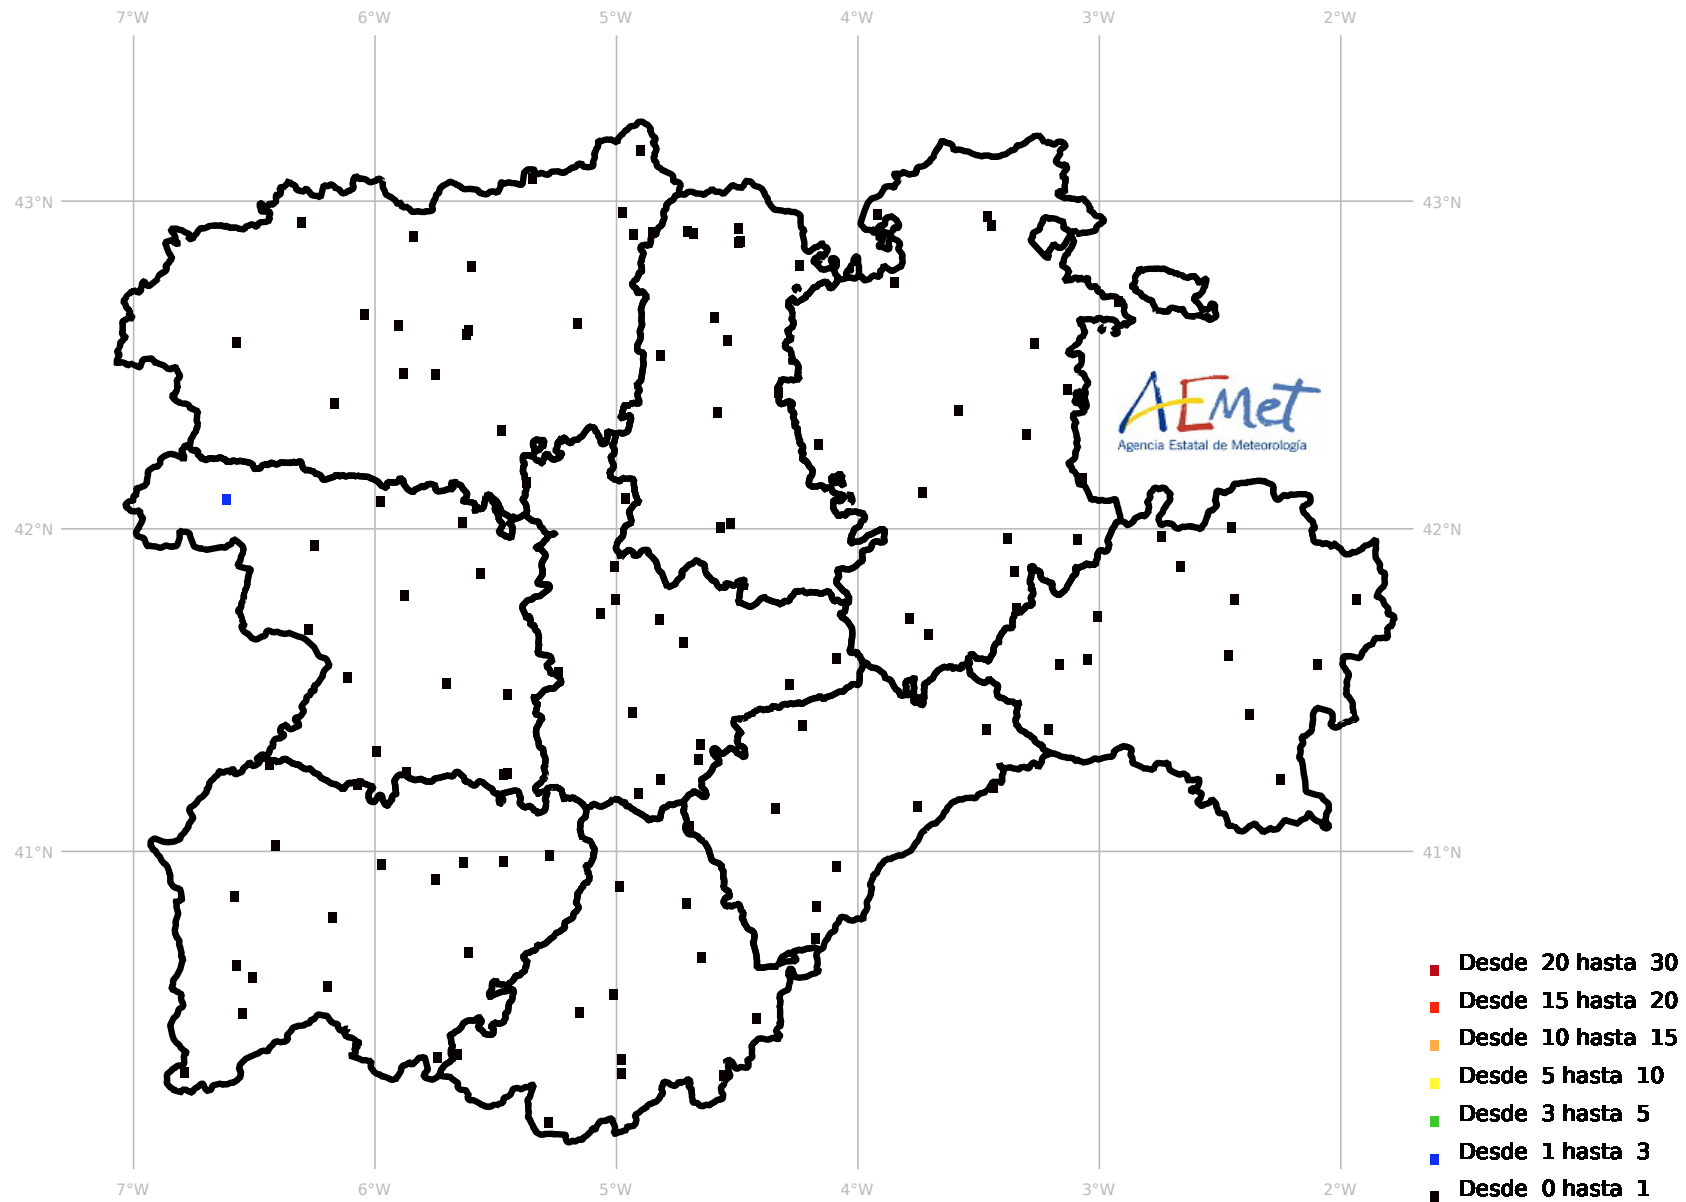 7°W 6°W 5°W 4°W 3°W 2°W
43°N 43°N
AEMet
Agencia Estatal de Meteorología
42°N 42°N
41°N 41°N
Desde 20 hasta 30
Desde 15 hasta 20
Desde 10 hasta 15
Desde 5 hasta 10
Desde 3 hasta 5
Desde 1 hasta 3
Desde 0 hasta 1
7°W 6°W 5°W 4°W 3°W 2°W